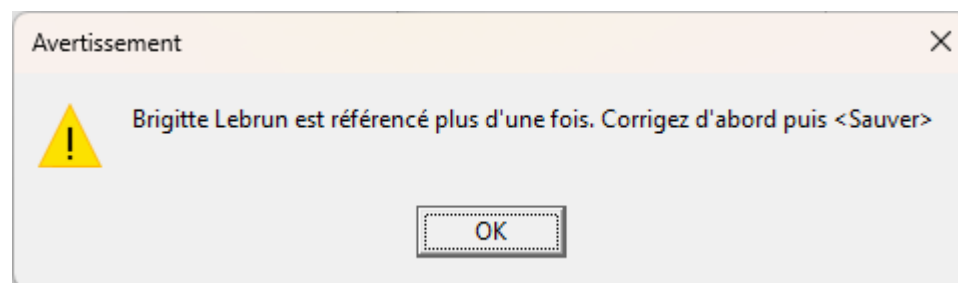 Avertissement
Brigitte Lebrun est référencé plus d'une fois. Corrigez d'abord puis <Sauver>
OK